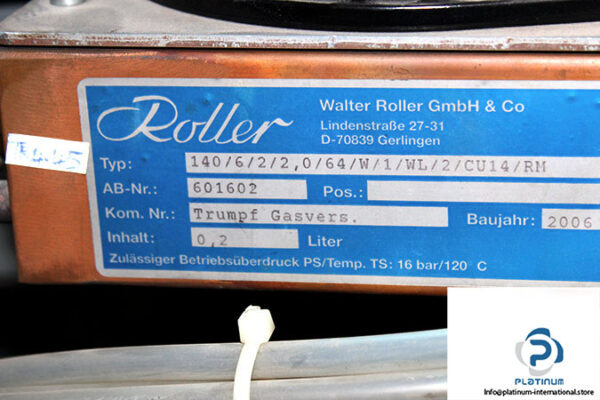 Roller
Walter Roller GmbH & Co
Lindenstraße 27-31
D-70839 Gerlingen
Typ: 140/6/2/2,0/64/W/1/WL/2/CU14/RM
AB-Nr.: 601602 Pos.:
Kom. Nr.: Trumpf Gasvers. Baujahr: 2006
Inhalt: 0,2 Liter
Zulässiger Betriebsüberdruck PS/Temp. TS: 16 bar/120 C
PLATINUM
Info@platinum-international.store